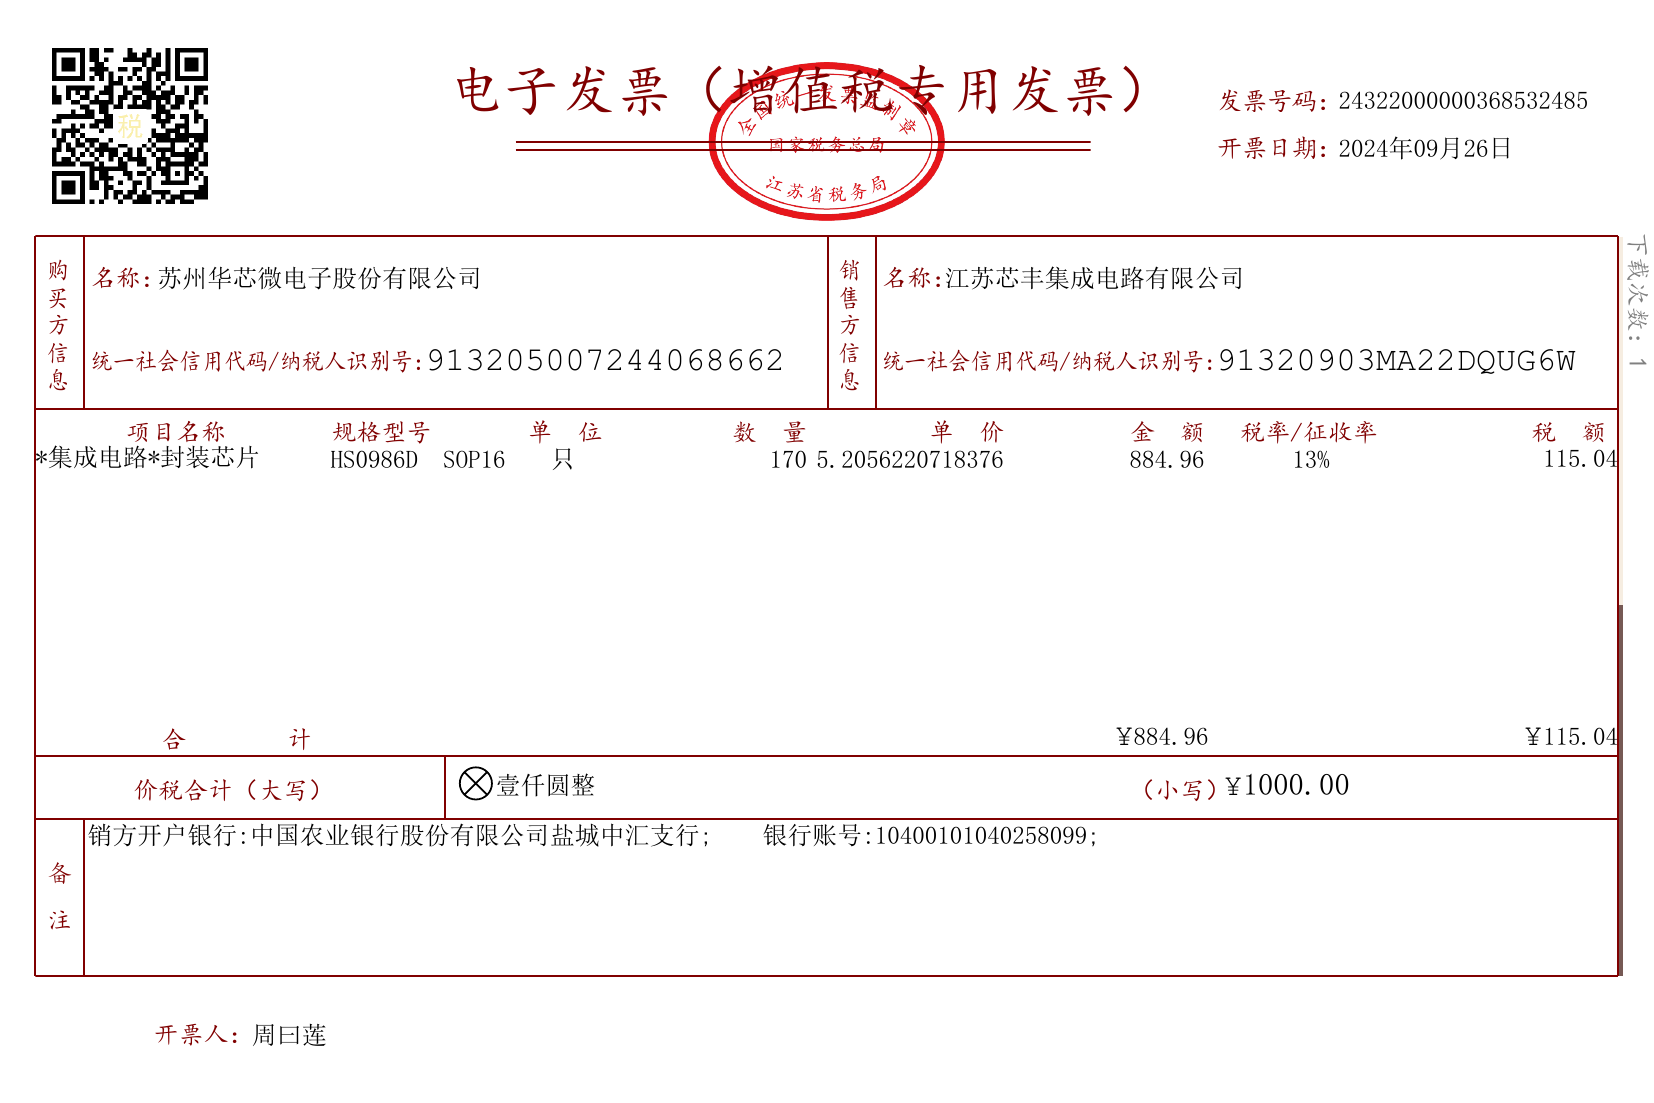 税
电子发票（增值税专用发票）
全国统一发票监制章
国家税务总局
江苏省税务局
发票号码：24322000000368532485
开票日期：2024年09月26日
下载次数：1
购买方信息
名称：苏州华芯微电子股份有限公司
统一社会信用代码/纳税人识别号：913205007244068662
销售方信息
名称：江苏芯丰集成电路有限公司
统一社会信用代码/纳税人识别号：91320903MA22DQUG6W
项目名称 规格型号 单 位 数 量 单 价 金 额 税率/征收率 税 额
*集成电路*封装芯片 HS0986D SOP16 只 170 5.2056220718376 884.96 13% 115.04
合 计 ¥884.96 ¥115.04
价税合计（大写） 壹仟圆整 （小写）¥1000.00
备注
销方开户银行:中国农业银行股份有限公司盐城中汇支行; 银行账号:10400101040258099;
开票人：周曰莲